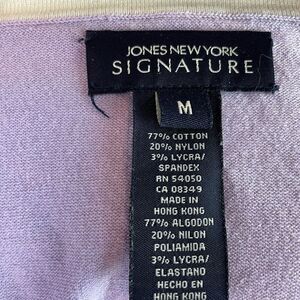 JONES NEW YORK
SIGNATURE
M
77% COTTON
20% NYLON
3% LYCRA/
SPANDEX
RN 54050
CA 08349
MADE IN
HONG KONG
77% ALGODON
20% NILON
POLIAMIDA
3% LYCRA/
ELASTANO
HECHO EN
HONG KONG